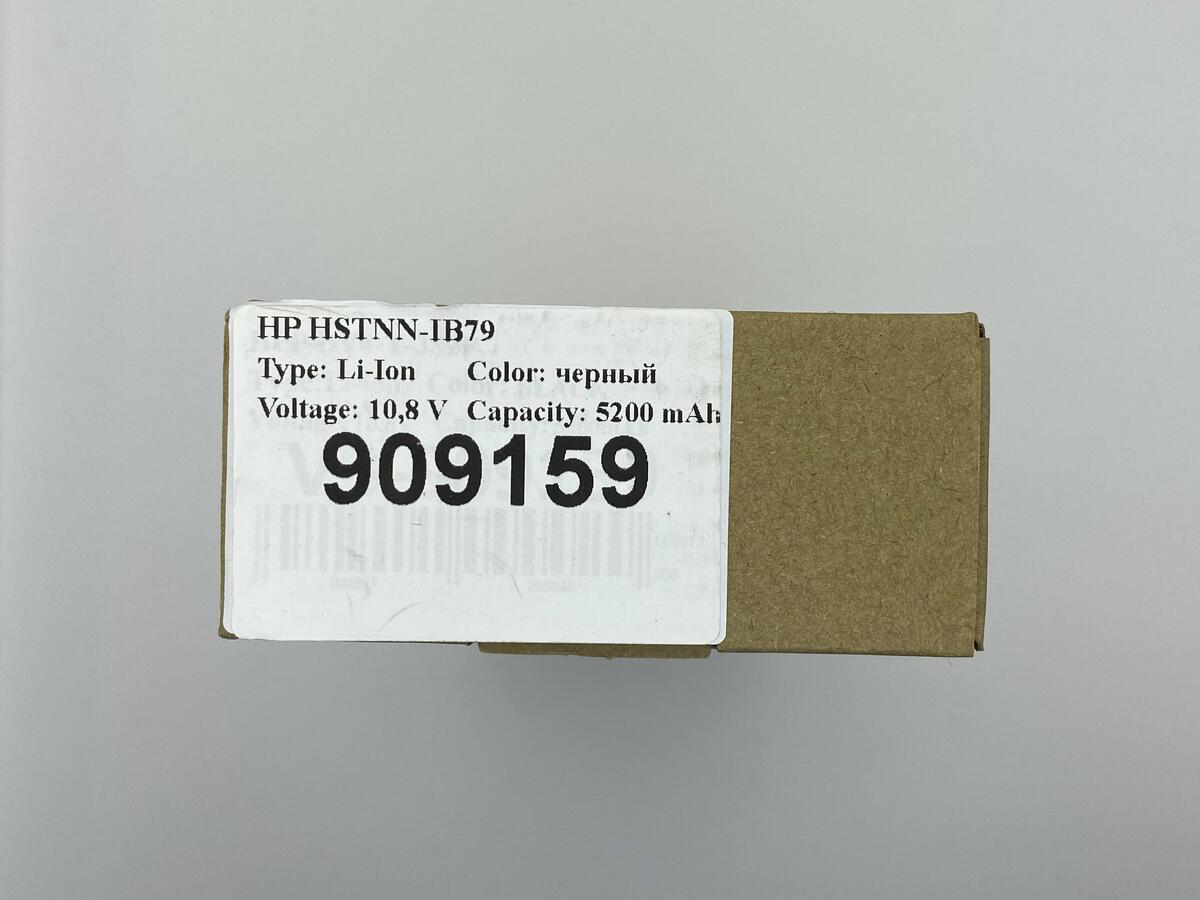 HP HSTNN-IB79
Type: Li-Ion Color: черный
Voltage: 10,8 V Capacity: 5200 mAh
909159